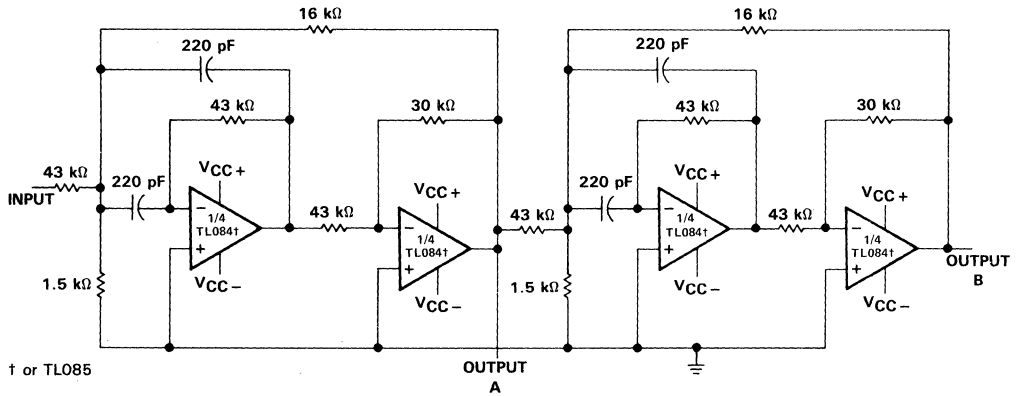 16 kΩ
16 kΩ
220 pF
220 pF
43 kΩ
30 kΩ
43 kΩ
30 kΩ
43 kΩ
INPUT
220 pF
VCC+
1/4
TL084†
VCC−
43 kΩ
VCC+
1/4
TL084†
VCC−
43 kΩ
220 pF
VCC+
1/4
TL084†
VCC−
43 kΩ
VCC+
1/4
TL084†
VCC−
OUTPUT
B
1.5 kΩ
1.5 kΩ
† or TL085
OUTPUT
A